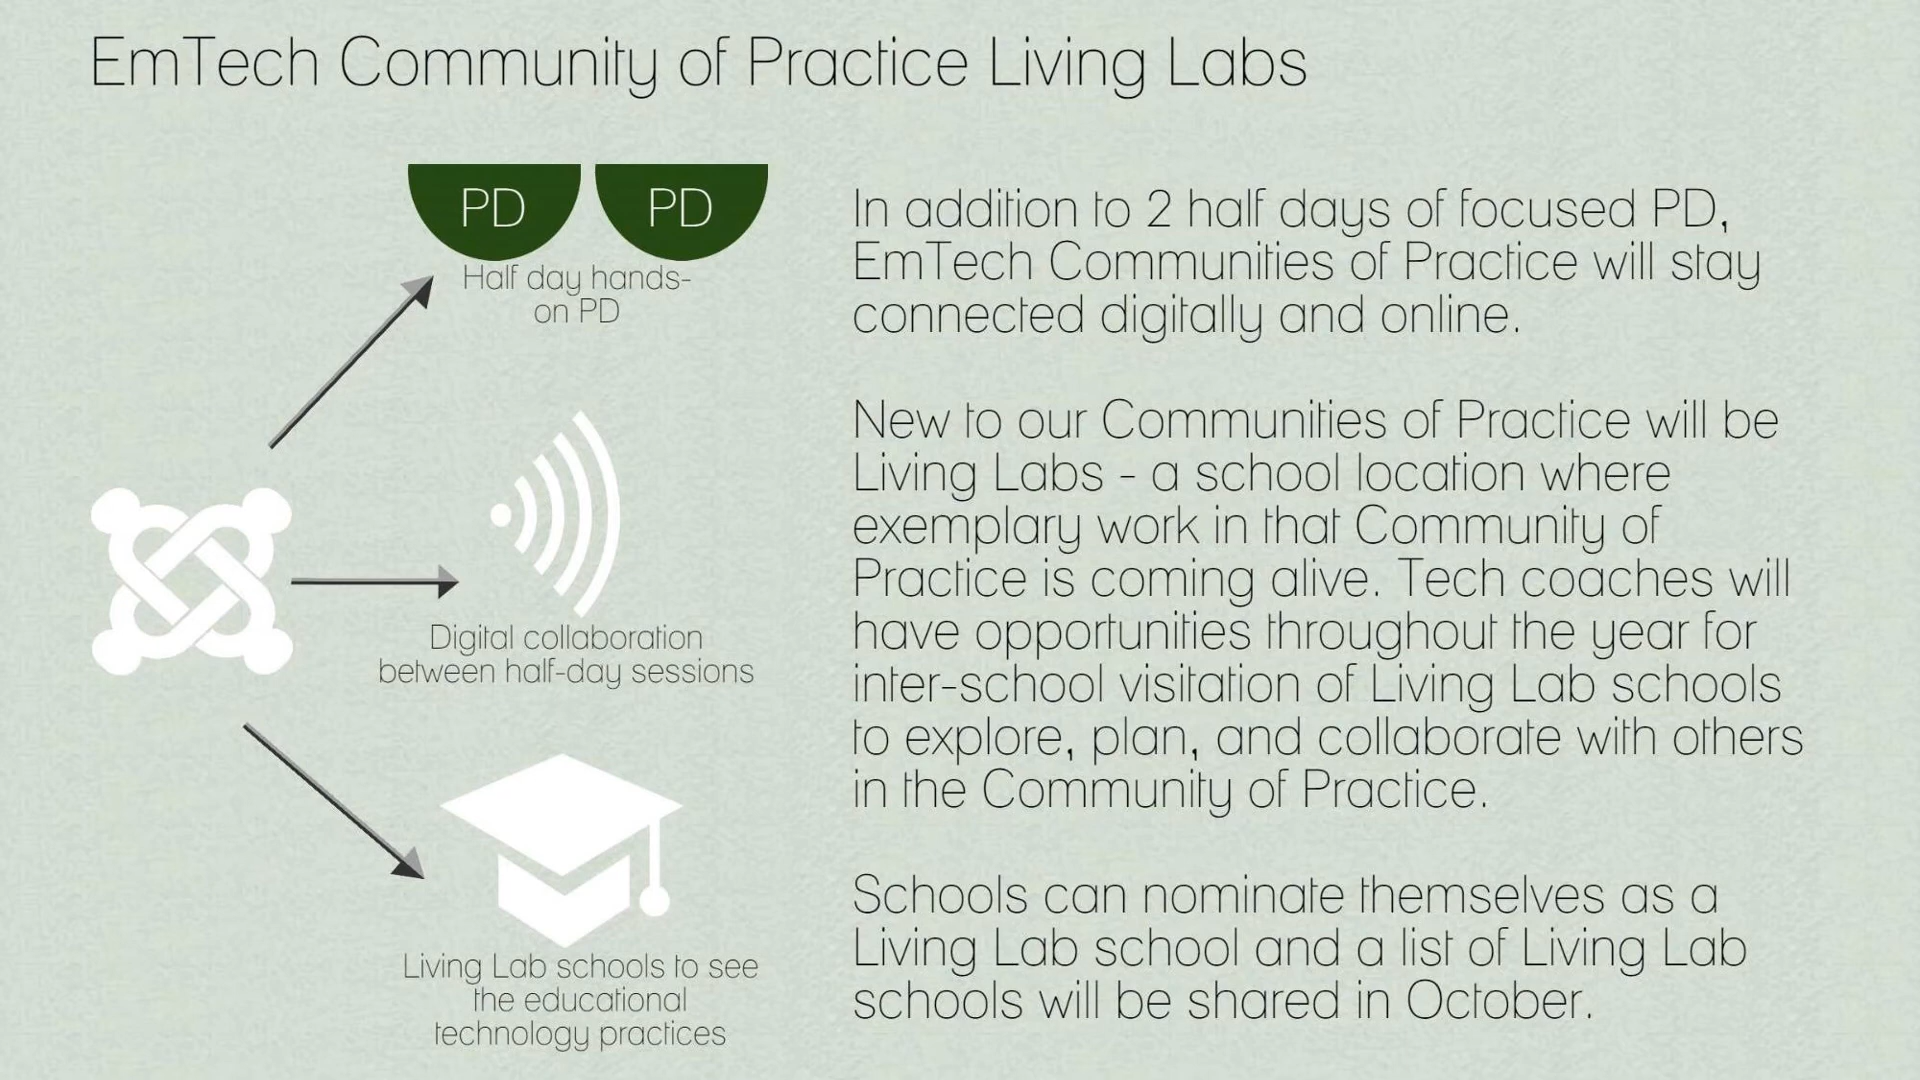 EmTech Community of Practice Living Labs
PD PD
Half day hands-
on PD
Digital collaboration
between half-day sessions
Living Lab schools to see
the educational
technology practices
In addition to 2 half days of focused PD,
EmTech Communities of Practice will stay
connected digitally and online.
New to our Communities of Practice will be
Living Labs - a school location where
exemplary work in that Community of
Practice is coming alive. Tech coaches will
have opportunities throughout the year for
inter-school visitation of Living Lab schools
to explore, plan, and collaborate with others
in the Community of Practice.
Schools can nominate themselves as a
Living Lab school and a list of Living Lab
schools will be shared in October.